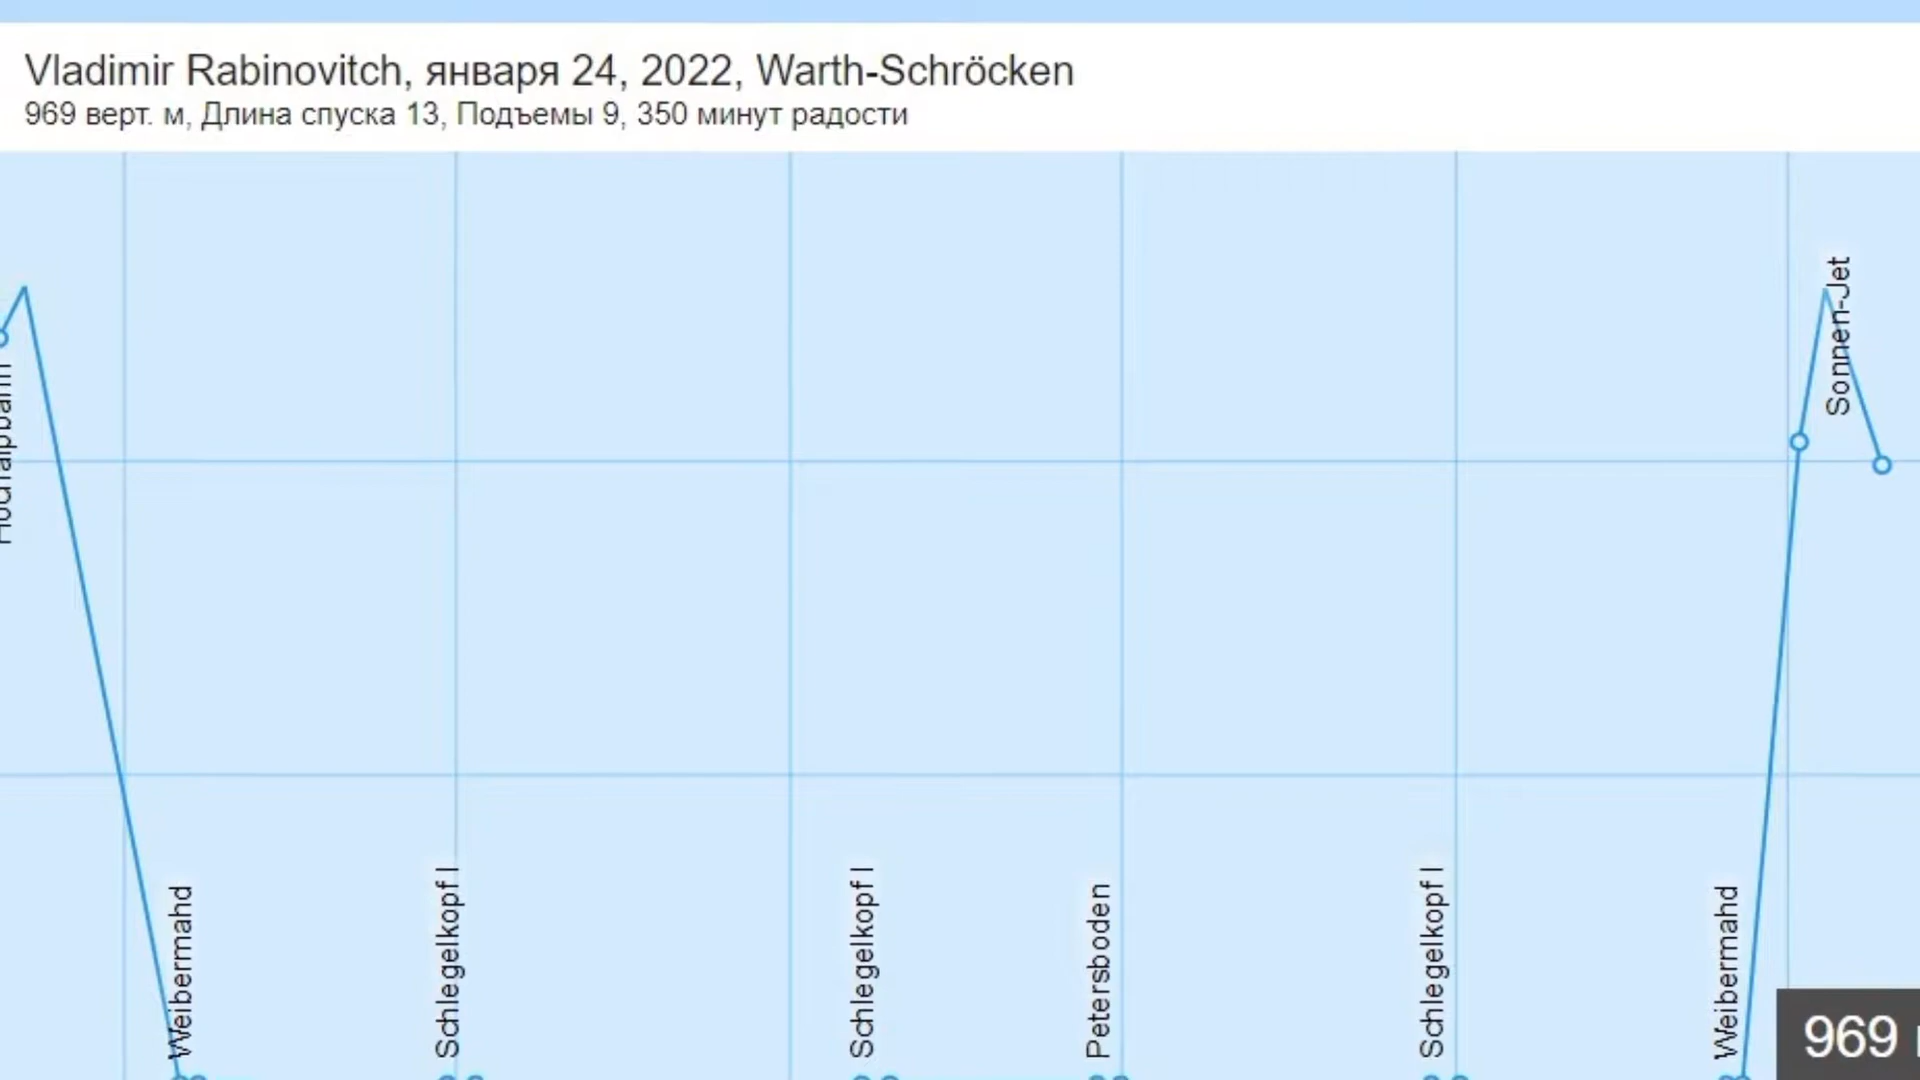 Vladimir Rabinovitch, января 24, 2022, Warth-Schröcken
969 верт. м, Длина спуска 13, Подъемы 9, 350 минут радости
Weibermahd
Schlegelkopf I
Schlegelkopf I
Petersboden
Schlegelkopf I
Weibermahd
Sonnen-Jet
969